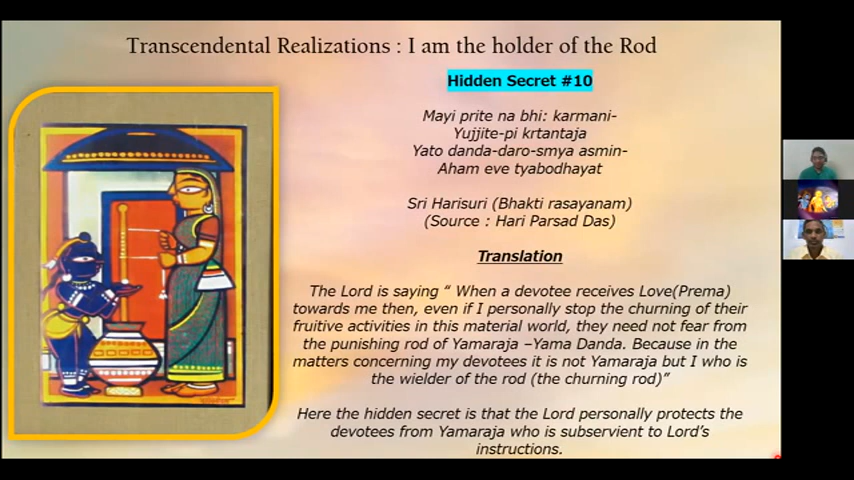 Transcendental Realizations : I am the holder of the Rod
Hidden Secret #10
Mayi prite na bhi: karmani-
Yujjite-pi krtantaja
Yato danda-daro-smya asmin-
Aham eve tyabodhayat
Sri Harisuri (Bhakti rasayanam)
(Source : Hari Parsad Das)
Translation
The Lord is saying “ When a devotee receives Love(Prema)
towards me then, even if I personally stop the churning of their
fruitive activities in this material world, they need not fear from
the punishing rod of Yamaraja –Yama Danda. Because in the
matters concerning my devotees it is not Yamaraja but I who is
the wielder of the rod (the churning rod)”
Here the hidden secret is that the Lord personally protects the
devotees from Yamaraja who is subservient to Lord’s
instructions.